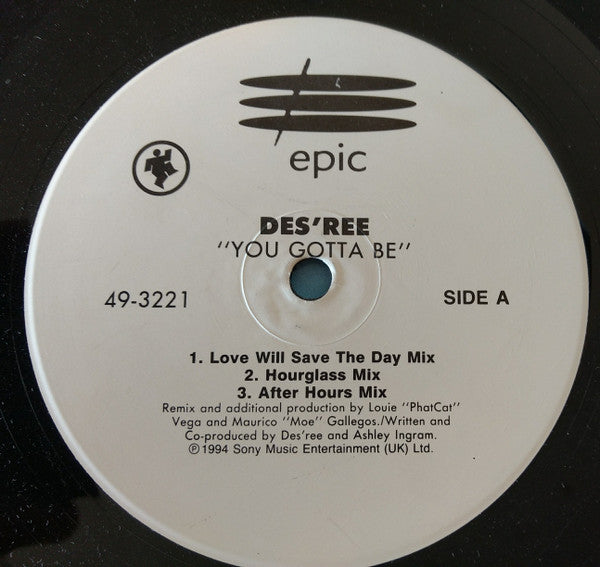 epic
DES'REE
"YOU GOTTA BE"
49-3221
SIDE A
1. Love Will Save The Day Mix
2. Hourglass Mix
3. After Hours Mix
Remix and additional production by Louie "PhatCat"
Vega and Maurico "Moe" Gallegos./Written and
Co-produced by Des'ree and Ashley Ingram.
℗1994 Sony Music Entertainment (UK) Ltd.